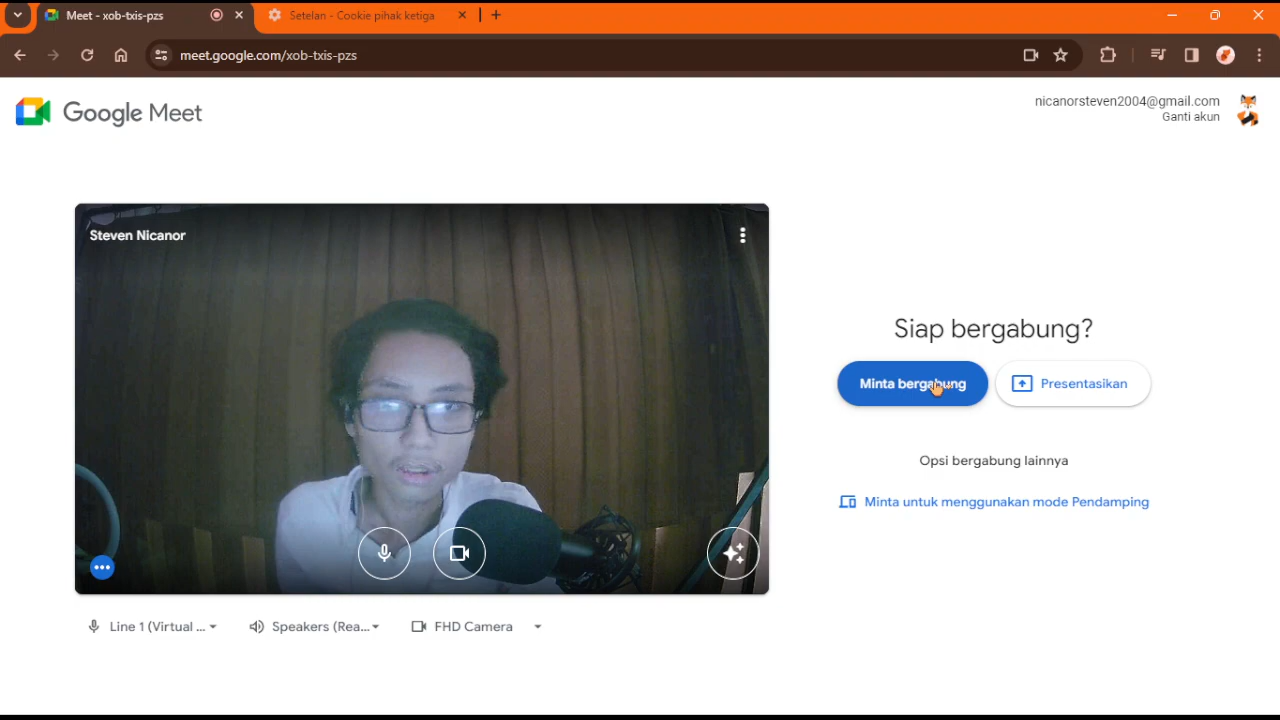 Meet - xob-txis-pzs
Setelan - Cookie pihak ketiga
meet.google.com/xob-txis-pzs
Google Meet
nicanorsteven2004@gmail.com
Ganti akun
Steven Nicanor
Siap bergabung?
Minta bergabung
Presentasikan
Opsi bergabung lainnya
Minta untuk menggunakan mode Pendamping
Line 1 (Virtual ...
Speakers (Rea...
FHD Camera